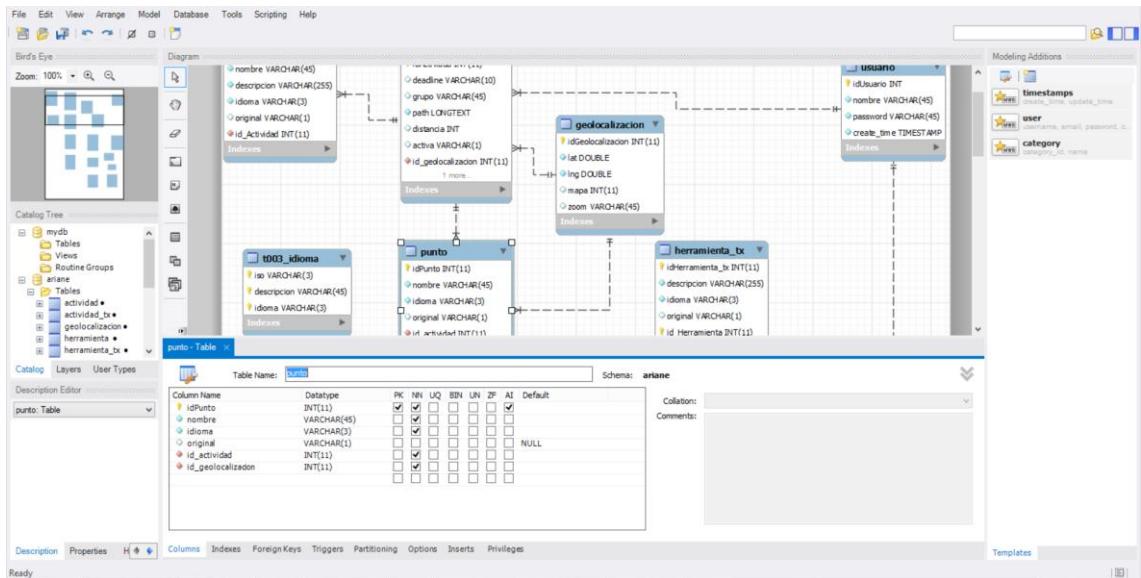 File Edit View Arrange Model Database Tools Scripting Help
Bird's Eye
Zoom: 100%
Diagram
nombre VARCHAR(45)
descripcion VARCHAR(255)
idioma VARCHAR(3)
original VARCHAR(1)
id_Actividad INT(11)
Indexes
deadline VARCHAR(10)
grupo VARCHAR(45)
path LONGTEXT
distancia INT
activa VARCHAR(1)
id_geolocalizacion INT(11)
1 more...
Indexes
geolocalizacion
idGeolocalizacion INT(11)
lat DOUBLE
lng DOUBLE
mapa INT(11)
zoom VARCHAR(45)
Indexes
usuario
idUsuario INT
nombre VARCHAR(45)
password VARCHAR(45)
create_time TIMESTAMP
Indexes
t003_idioma
iso VARCHAR(3)
descripcion VARCHAR(45)
idioma VARCHAR(3)
Indexes
punto
idPunto INT(11)
nombre VARCHAR(45)
idioma VARCHAR(3)
original VARCHAR(1)
id_actividad INT(11)
herramienta_tx
idHerramienta_tx INT(11)
descripcion VARCHAR(255)
idioma VARCHAR(3)
original VARCHAR(1)
id_Herramienta INT(11)
Modeling Additions
timestamps
create_time, update_time
user
username, email, password, c...
category
category_id, name
Templates
Catalog Tree
mydb
Tables
Views
Routine Groups
ariane
Tables
actividad
actividad_tx
geolocalizacion
herramienta
herramienta_tx
Catalog Layers User Types
Description Editor
punto: Table
Description Properties H
punto - Table
Table Name: punto
Schema: ariane
Column Name Datatype PK NN UQ BIN UN ZF AI Default
idPunto INT(11)
nombre VARCHAR(45)
idioma VARCHAR(3)
original VARCHAR(1) NULL
id_actividad INT(11)
id_geolocalizacion INT(11)
Collation:
Comments:
Columns Indexes Foreign Keys Triggers Partitioning Options Inserts Privileges
Ready